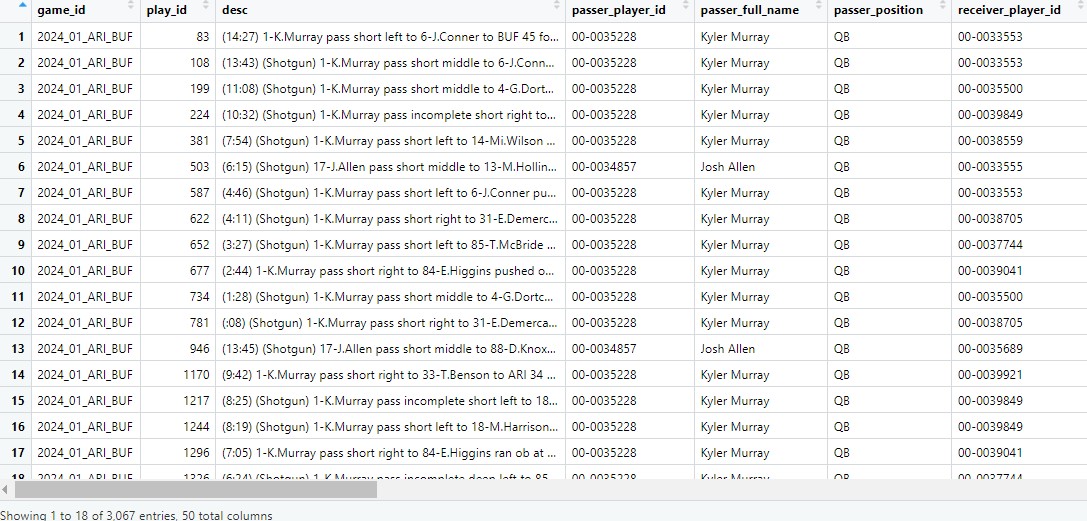 game_id play_id desc passer_player_id passer_full_name passer_position receiver_player_id
1 2024_01_ARI_BUF 83 (14:27) 1-K.Murray pass short left to 6-J.Conner to BUF 45 fo... 00-0035228 Kyler Murray QB 00-0033553
2 2024_01_ARI_BUF 108 (13:43) (Shotgun) 1-K.Murray pass short middle to 6-J.Conn... 00-0035228 Kyler Murray QB 00-0033553
3 2024_01_ARI_BUF 199 (11:08) (Shotgun) 1-K.Murray pass short middle to 4-G.Dort... 00-0035228 Kyler Murray QB 00-0035500
4 2024_01_ARI_BUF 224 (10:32) (Shotgun) 1-K.Murray pass incomplete short right to... 00-0035228 Kyler Murray QB 00-0039849
5 2024_01_ARI_BUF 381 (7:54) (Shotgun) 1-K.Murray pass short left to 14-Mi.Wilson ... 00-0035228 Kyler Murray QB 00-0038559
6 2024_01_ARI_BUF 503 (6:15) (Shotgun) 17-J.Allen pass short middle to 13-M.Hollin... 00-0034857 Josh Allen QB 00-0033555
7 2024_01_ARI_BUF 587 (4:46) (Shotgun) 1-K.Murray pass short left to 6-J.Conner pu... 00-0035228 Kyler Murray QB 00-0033553
8 2024_01_ARI_BUF 622 (4:11) (Shotgun) 1-K.Murray pass short right to 31-E.Demerc... 00-0035228 Kyler Murray QB 00-0038705
9 2024_01_ARI_BUF 652 (3:27) (Shotgun) 1-K.Murray pass short left to 85-T.McBride ... 00-0035228 Kyler Murray QB 00-0037744
10 2024_01_ARI_BUF 677 (2:44) 1-K.Murray pass short right to 84-E.Higgins pushed o... 00-0035228 Kyler Murray QB 00-0039041
11 2024_01_ARI_BUF 734 (1:28) (Shotgun) 1-K.Murray pass short middle to 4-G.Dortc... 00-0035228 Kyler Murray QB 00-0035500
12 2024_01_ARI_BUF 781 (:08) (Shotgun) 1-K.Murray pass short right to 31-E.Demerca... 00-0035228 Kyler Murray QB 00-0038705
13 2024_01_ARI_BUF 946 (13:45) (Shotgun) 17-J.Allen pass short middle to 88-D.Knox... 00-0034857 Josh Allen QB 00-0035689
14 2024_01_ARI_BUF 1170 (9:42) 1-K.Murray pass short right to 33-T.Benson to ARI 34 ... 00-0035228 Kyler Murray QB 00-0039921
15 2024_01_ARI_BUF 1217 (8:25) (Shotgun) 1-K.Murray pass incomplete short left to 18... 00-0035228 Kyler Murray QB 00-0039849
16 2024_01_ARI_BUF 1244 (8:19) (Shotgun) 1-K.Murray pass short left to 18-M.Harrison... 00-0035228 Kyler Murray QB 00-0039849
17 2024_01_ARI_BUF 1296 (7:05) 1-K.Murray pass short right to 84-E.Higgins ran ob at ... 00-0035228 Kyler Murray QB 00-0039041
18 2024_01_ARI_BUF 1326 (6:24) (Shotgun) 1-K.Murray pass incomplete deep left to 85... 00-0035228 Kyler Murray QB 00-0037744
Showing 1 to 18 of 3,067 entries, 50 total columns